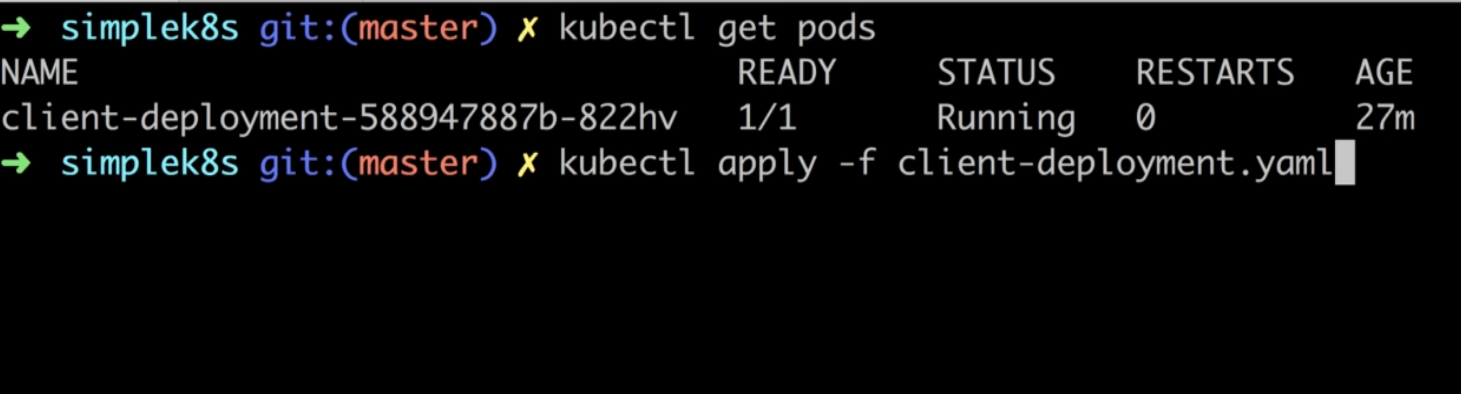 ➜ simplek8s git:(master) ✗ kubectl get pods
NAME READY STATUS RESTARTS AGE
client-deployment-588947887b-822hv 1/1 Running 0 27m
➜ simplek8s git:(master) ✗ kubectl apply -f client-deployment.yaml